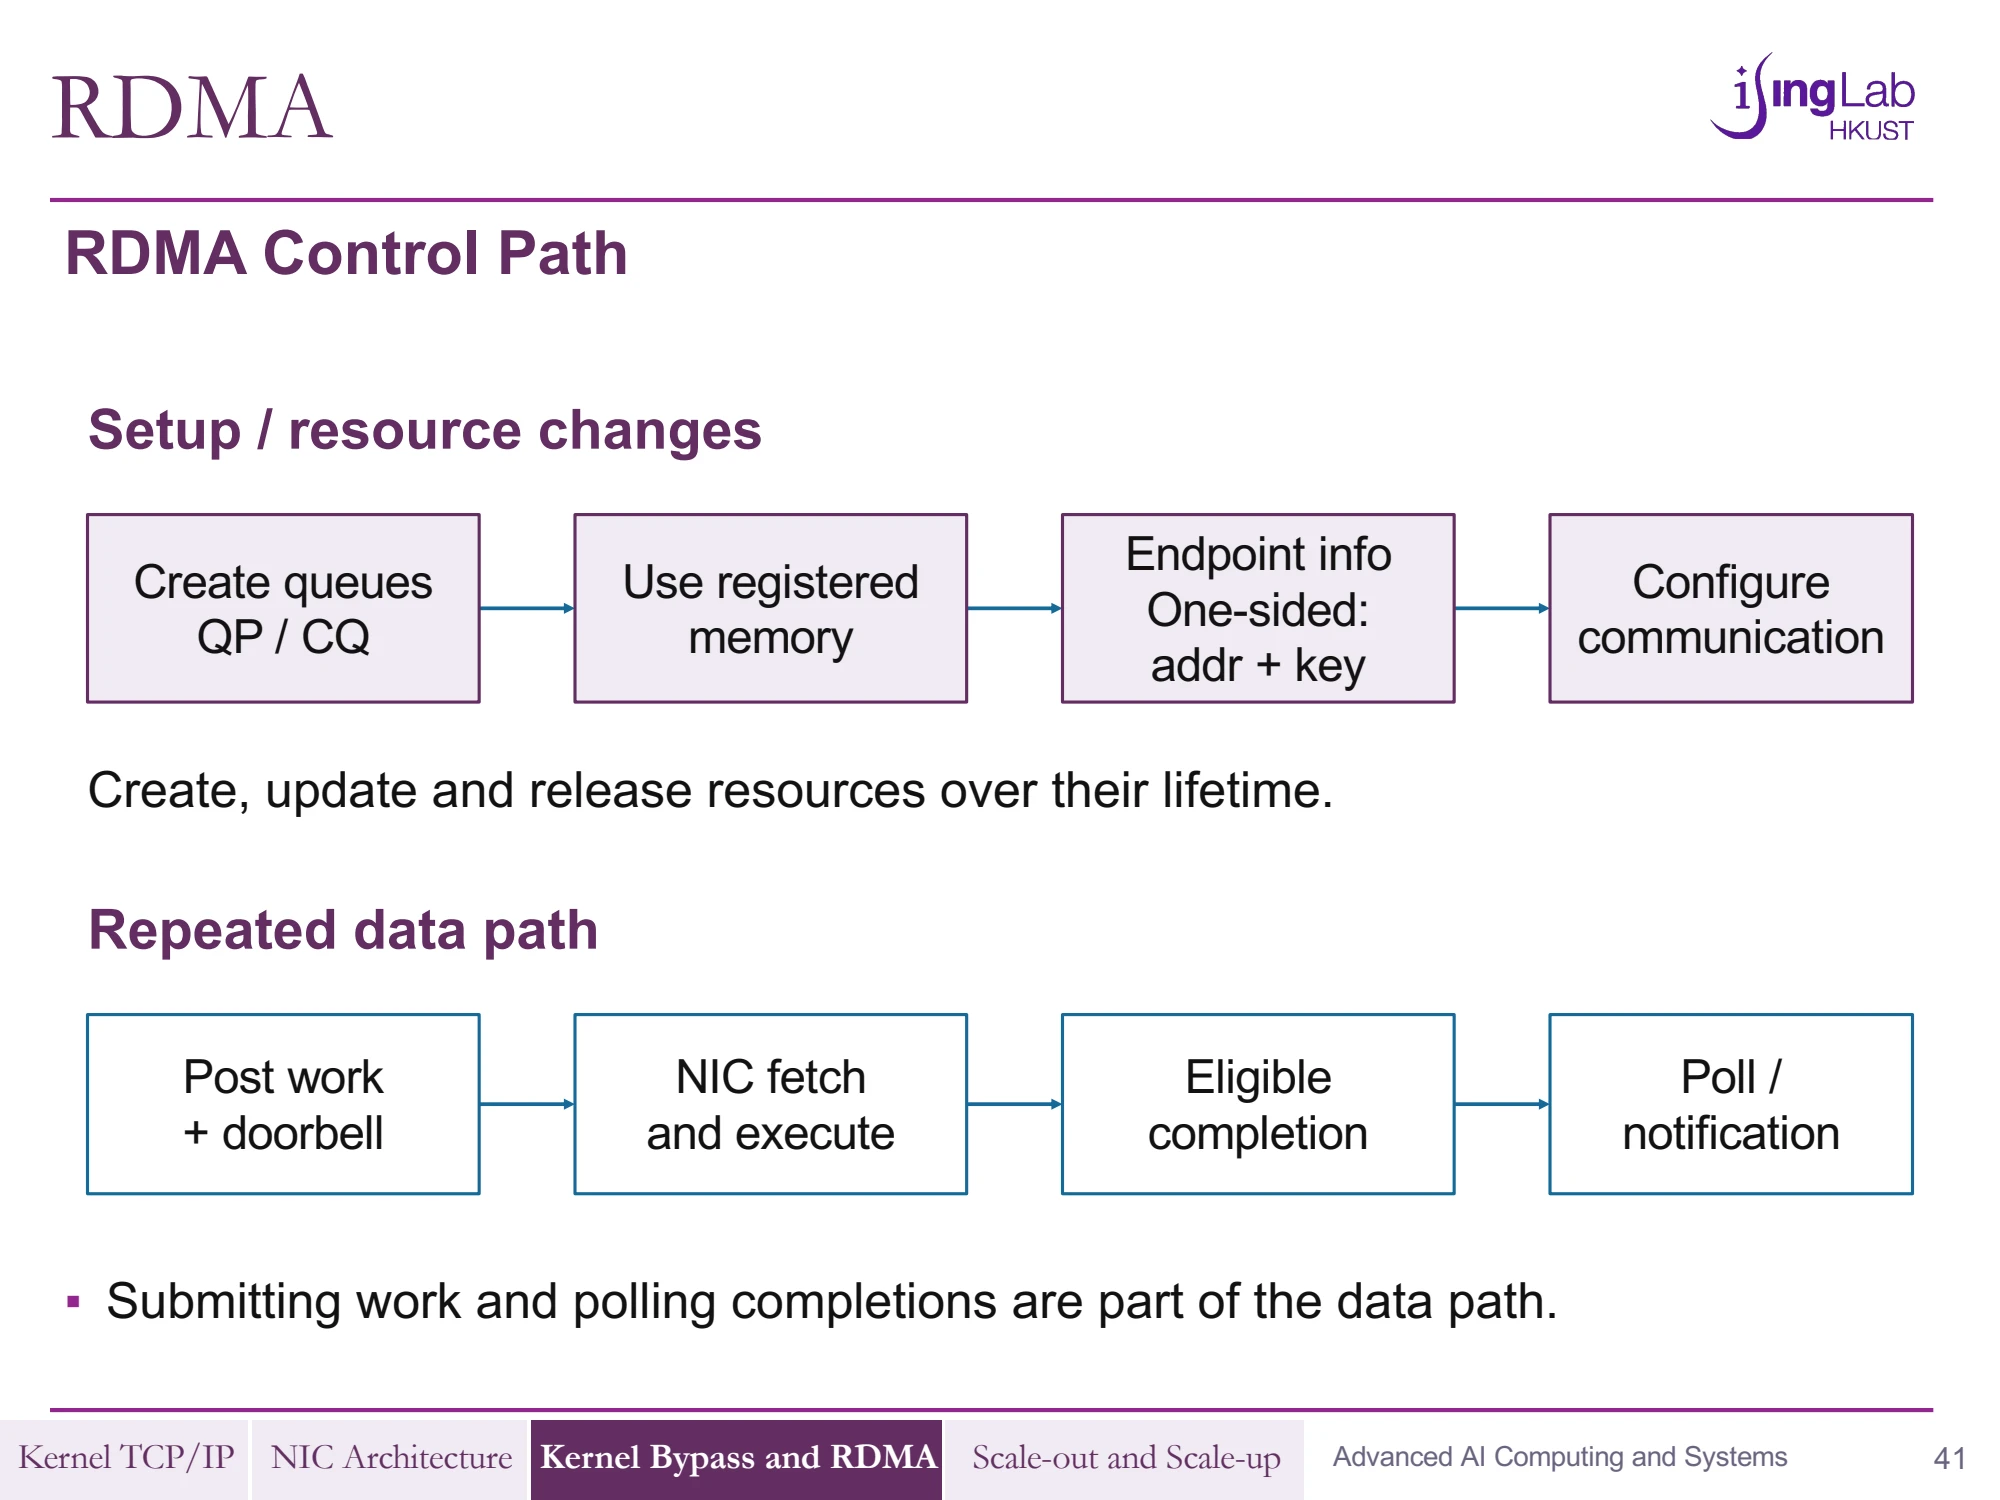 RDMA
isingLab
HKUST
RDMA Control Path
Setup / resource changes
Create queues
QP / CQ
Use registered
memory
Endpoint info
One-sided:
addr + key
Configure
communication
Create, update and release resources over their lifetime.
Repeated data path
Post work
+ doorbell
NIC fetch
and execute
Eligible
completion
Poll /
notification
▪ Submitting work and polling completions are part of the data path.
Kernel TCP/IP
NIC Architecture
Kernel Bypass and RDMA
Scale-out and Scale-up
Advanced AI Computing and Systems
41